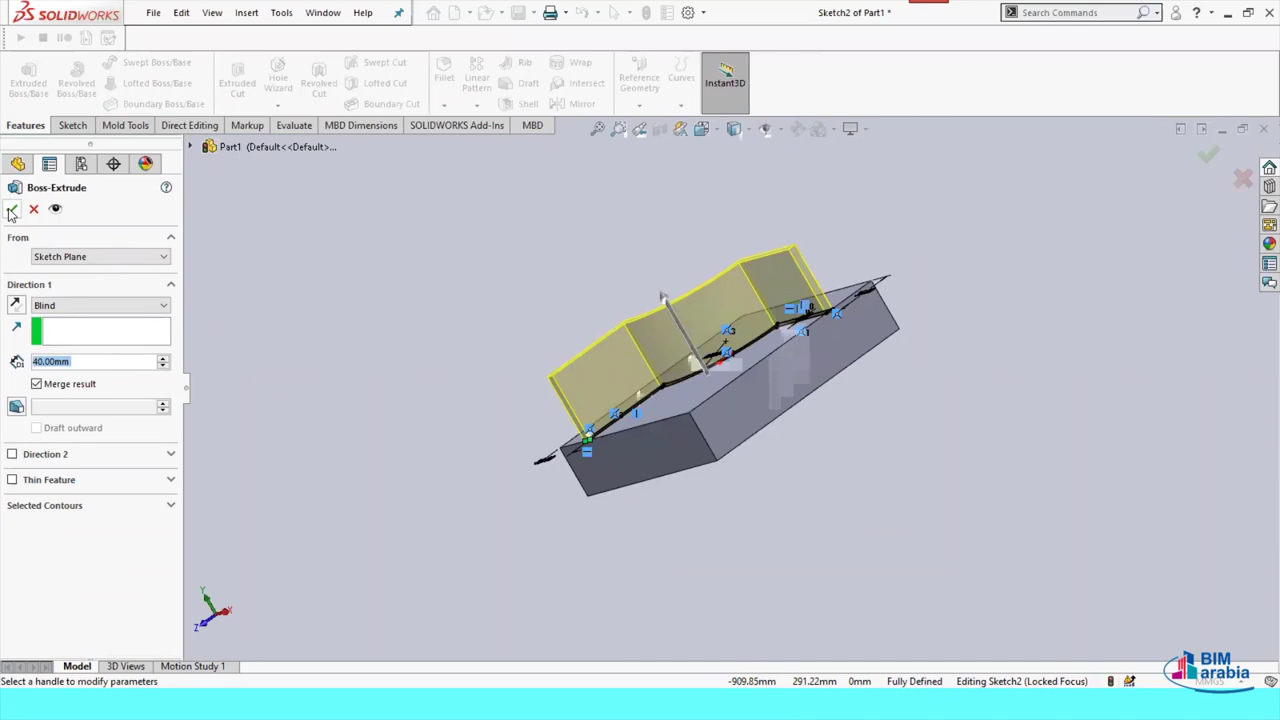 SOLIDWORKS File Edit View Insert Tools Window Help Sketch2 of Part1 * Search Commands
Extruded Boss/Base
Revolved Boss/Base
Swept Boss/Base
Lofted Boss/Base
Boundary Boss/Base
Extruded Cut
Hole Wizard
Revolved Cut
Swept Cut
Lofted Cut
Boundary Cut
Fillet
Linear Pattern
Rib
Draft
Shell
Wrap
Intersect
Mirror
Reference Geometry
Curves
Instant3D
Features Sketch Mold Tools Direct Editing Markup Evaluate MBD Dimensions SOLIDWORKS Add-Ins MBD
Part1 (Default<<Default>...
Boss-Extrude
From
Sketch Plane
Direction 1
Blind
40.00mm
Merge result
Draft outward
Direction 2
Thin Feature
Selected Contours
Y
X
Z
Model 3D Views Motion Study 1
Select a handle to modify parameters -909.85mm 291.22mm 0mm Fully Defined Editing Sketch2 (Locked Focus) MMGS
BIM
arabia